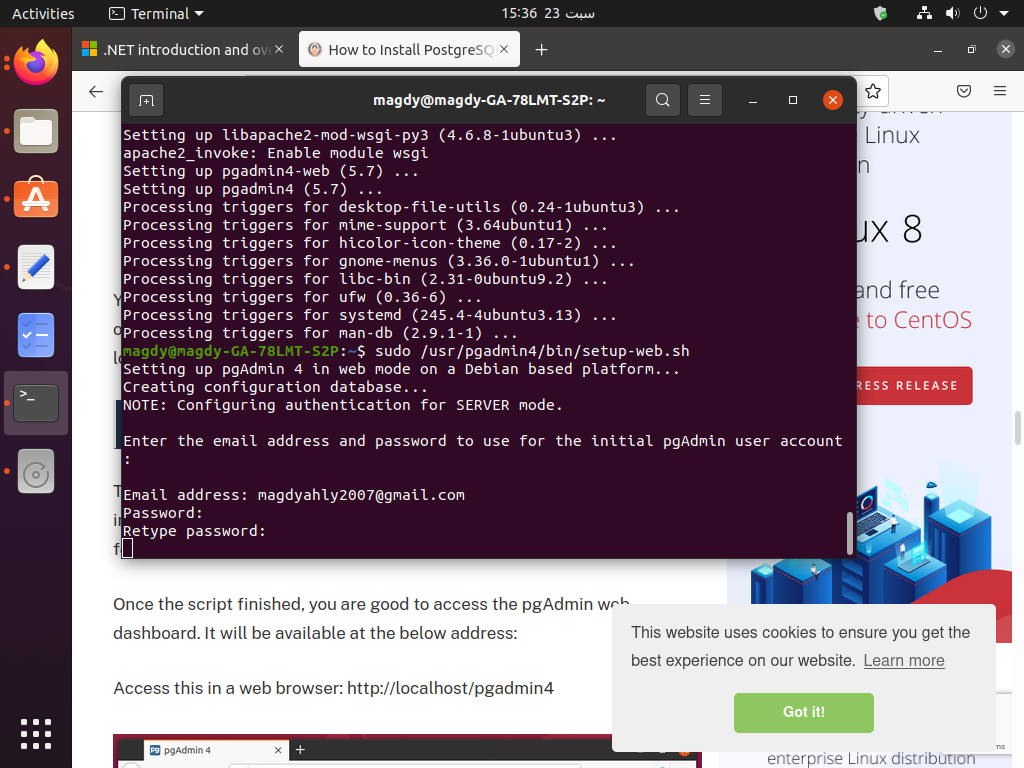 Activities
Terminal
15:36 23 سبت
.NET introduction and ov
How to Install PostgreSQ
magdy@magdy-GA-78LMT-S2P: ~
Setting up libapache2-mod-wsgi-py3 (4.6.8-1ubuntu3) ...
apache2_invoke: Enable module wsgi
Setting up pgadmin4-web (5.7) ...
Setting up pgadmin4 (5.7) ...
Processing triggers for desktop-file-utils (0.24-1ubuntu3) ...
Processing triggers for mime-support (3.64ubuntu1) ...
Processing triggers for hicolor-icon-theme (0.17-2) ...
Processing triggers for gnome-menus (3.36.0-1ubuntu1) ...
Processing triggers for libc-bin (2.31-0ubuntu9.2) ...
Processing triggers for ufw (0.36-6) ...
Processing triggers for systemd (245.4-4ubuntu3.13) ...
Processing triggers for man-db (2.9.1-1) ...
magdy@magdy-GA-78LMT-S2P:~$ sudo /usr/pgadmin4/bin/setup-web.sh
Setting up pgAdmin 4 in web mode on a Debian based platform...
Creating configuration database...
NOTE: Configuring authentication for SERVER mode.
Enter the email address and password to use for the initial pgAdmin user account
:
Email address: magdyahly2007@gmail.com
Password:
Retype password:
Linux
n
ux 8
and free
e to CentOS
RESS RELEASE
Once the script finished, you are good to access the pgAdmin web
dashboard. It will be available at the below address:
Access this in a web browser: http://localhost/pgadmin4
This website uses cookies to ensure you get the
best experience on our website. Learn more
Got it!
pgAdmin 4
ms
enterprise Linux distribution